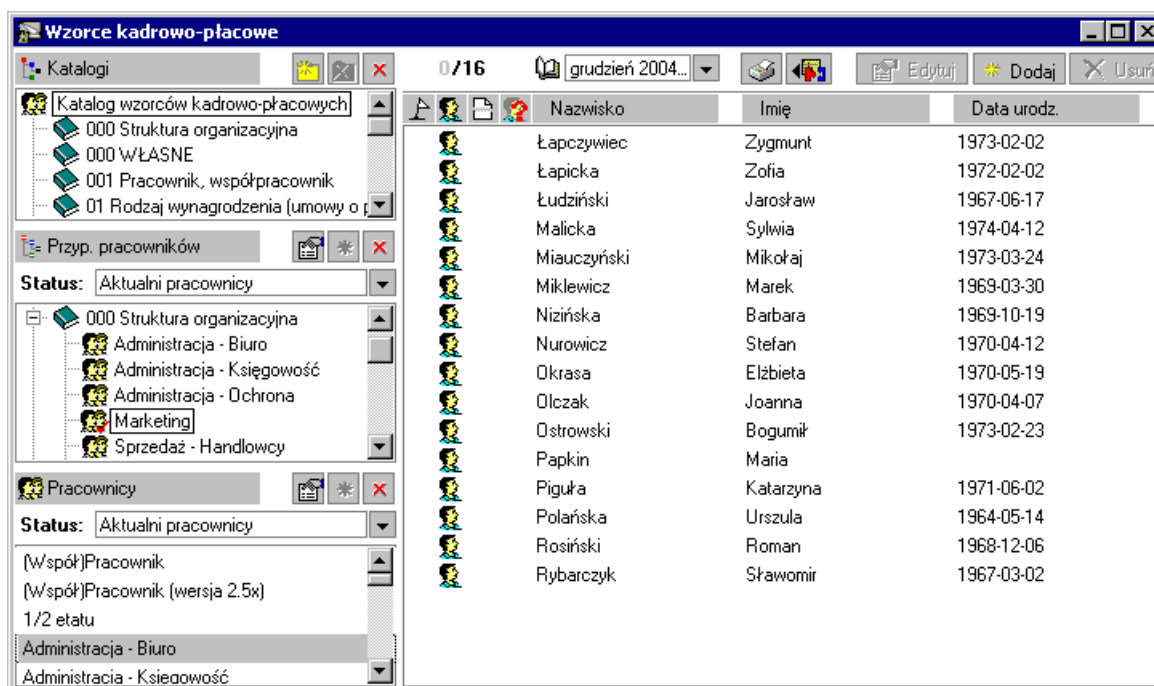 Wzorce kadrowo-płacowe
Katalogi
Katalog wzorców kadrowo-płacowych
000 Struktura organizacyjna
000 WŁASNE
001 Pracownik, współpracownik
01 Rodzaj wynagrodzenia (umowy o p
Przyp. pracowników
Status: Aktualni pracownicy
000 Struktura organizacyjna
Administracja - Biuro
Administracja - Księgowość
Administracja - Ochrona
Marketing
Sprzedaż - Handlowcy
Pracownicy
Status: Aktualni pracownicy
(Współ)Pracownik
(Współ)Pracownik (wersja 2.5x)
1/2 etatu
Administracja - Biuro
Administracja - Księgowość
0/16 grudzień 2004... Edytuj Dodaj Usuń
Nazwisko Imię Data urodz.
Łapczywiec Zygmunt 1973-02-02
Łapicka Zofia 1972-02-02
Łudziński Jarosław 1967-06-17
Malicka Sylwia 1974-04-12
Miauczyński Mikołaj 1973-03-24
Miklewicz Marek 1969-03-30
Nizińska Barbara 1969-10-19
Nurowicz Stefan 1970-04-12
Okrasa Elżbieta 1970-05-19
Olczak Joanna 1970-04-07
Ostrowski Bogumił 1973-02-23
Papkin Maria
Piguła Katarzyna 1971-06-02
Polańska Urszula 1964-05-14
Rosiński Roman 1968-12-06
Rybarczyk Sławomir 1967-03-02